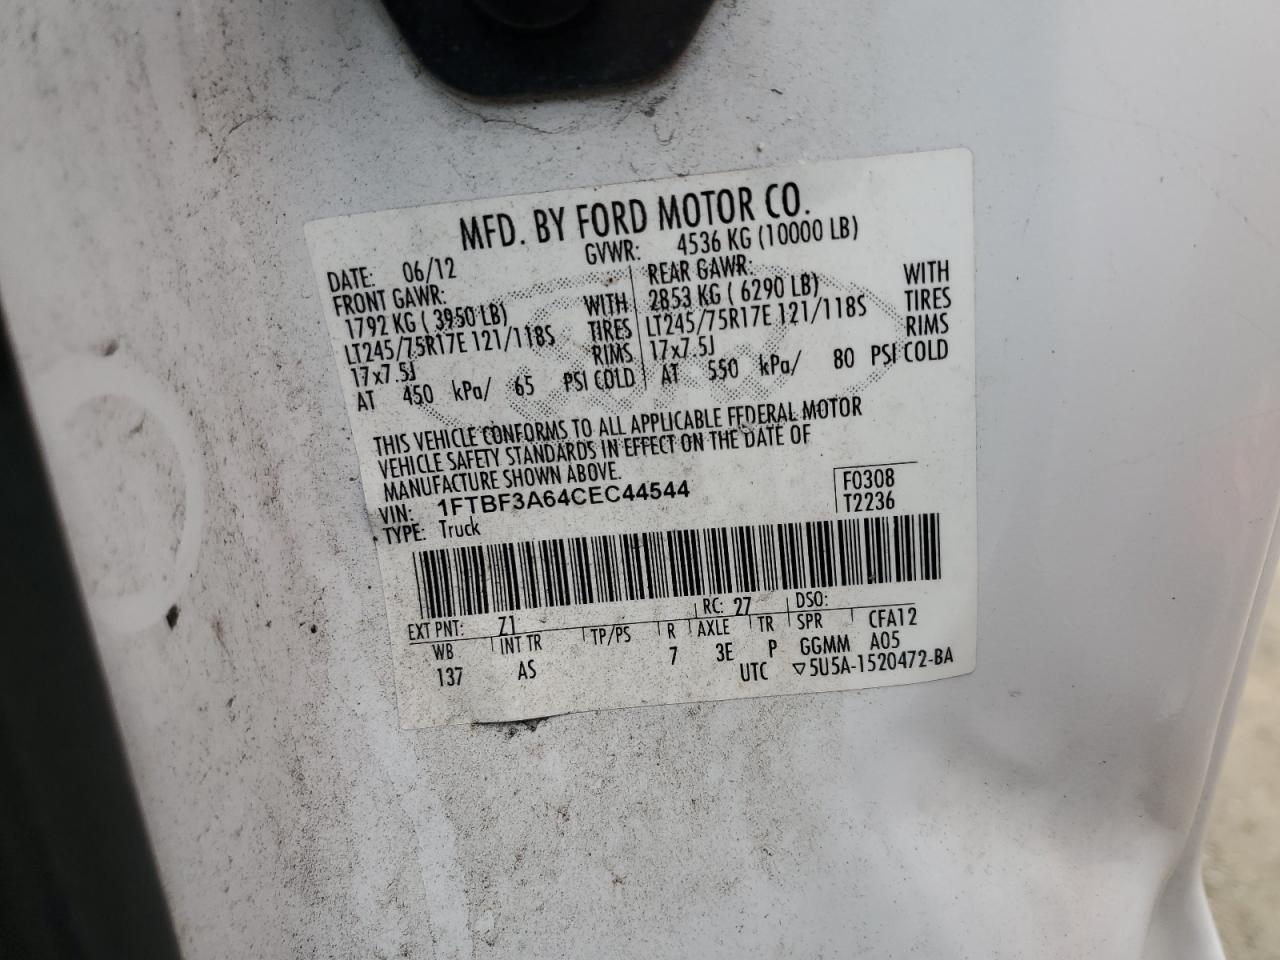 MFD. BY FORD MOTOR CO.
DATE: 06/12 GVWR: 4536 KG (10000 LB)
FRONT GAWR: REAR GAWR:
1792 KG ( 3950 LB) WITH 2853 KG ( 6290 LB) WITH
LT245/75R17E 121/118S TIRES LT245/75R17E 121/118S TIRES
17x7.5J RIMS 17x7.5J RIMS
AT 450 kPa/ 65 PSI COLD AT 550 kPa/ 80 PSI COLD
THIS VEHICLE CONFORMS TO ALL APPLICABLE FEDERAL MOTOR
VEHICLE SAFETY STANDARDS IN EFFECT ON THE DATE OF
MANUFACTURE SHOWN ABOVE.
VIN: 1FTBF3A64CEC44544 F0308
TYPE: Truck T2236
EXT PNT: Z1 RC: 27 DSO:
WB INT TR TP/PS R AXLE TR SPR CFA12
137 AS 7 3E P GGMM A05
UTC ▽5U5A-1520472-BA